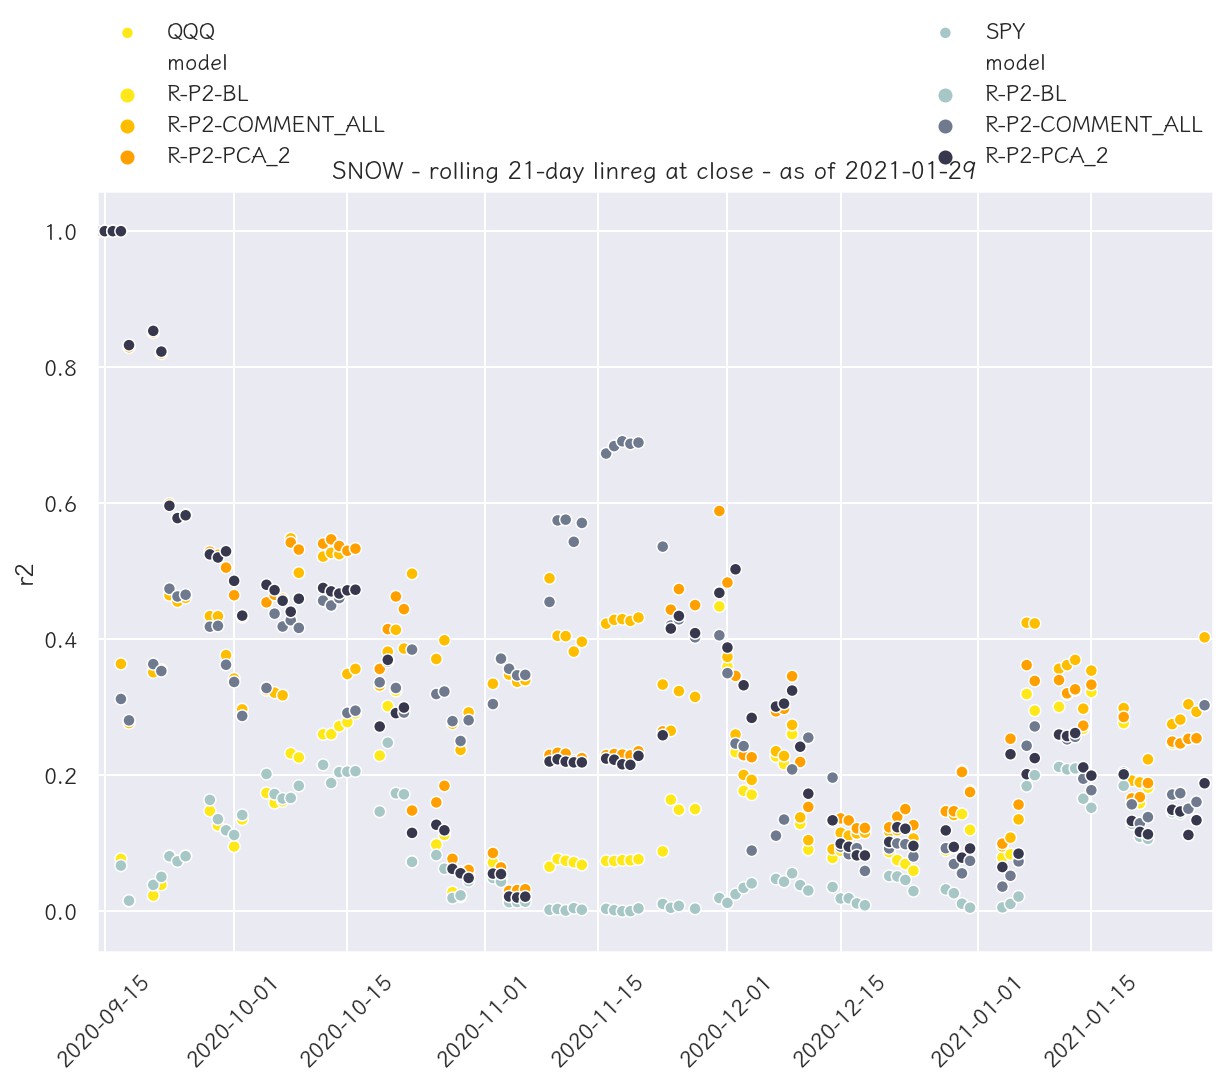 QQQ
model
R-P2-BL
R-P2-COMMENT_ALL
R-P2-PCA_2
SPY
model
R-P2-BL
R-P2-COMMENT_ALL
R-P2-PCA_2
SNOW - rolling 21-day linreg at close - as of 2021-01-29
1.0
0.8
0.6
0.4
0.2
0.0
r2
2020-09-15
2020-10-01
2020-10-15
2020-11-01
2020-11-15
2020-12-01
2020-12-15
2021-01-01
2021-01-15